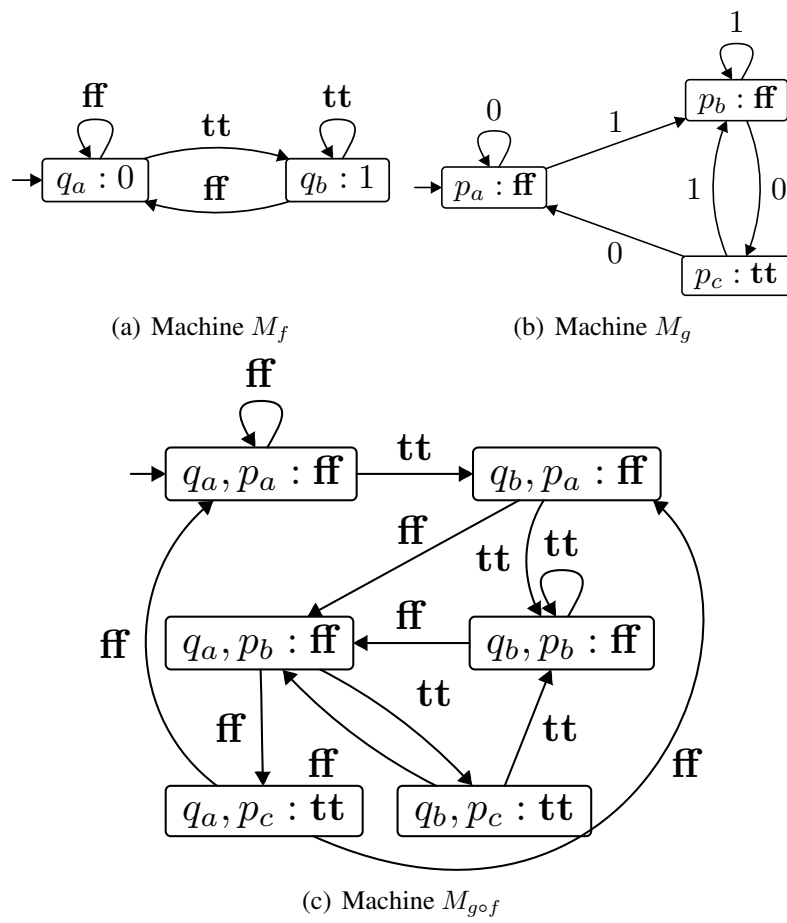 ff
tt
tt
q_a : 0
ff
q_b : 1
(a) Machine M_f
1
p_b : ff
0
1
p_a : ff
1
0
0
p_c : tt
(b) Machine M_g
ff
q_a, p_a : ff
tt
q_b, p_a : ff
ff
tt
tt
ff
q_a, p_b : ff
ff
q_b, p_b : ff
tt
ff
ff
tt
ff
q_a, p_c : tt
q_b, p_c : tt
(c) Machine M_{g∘f}